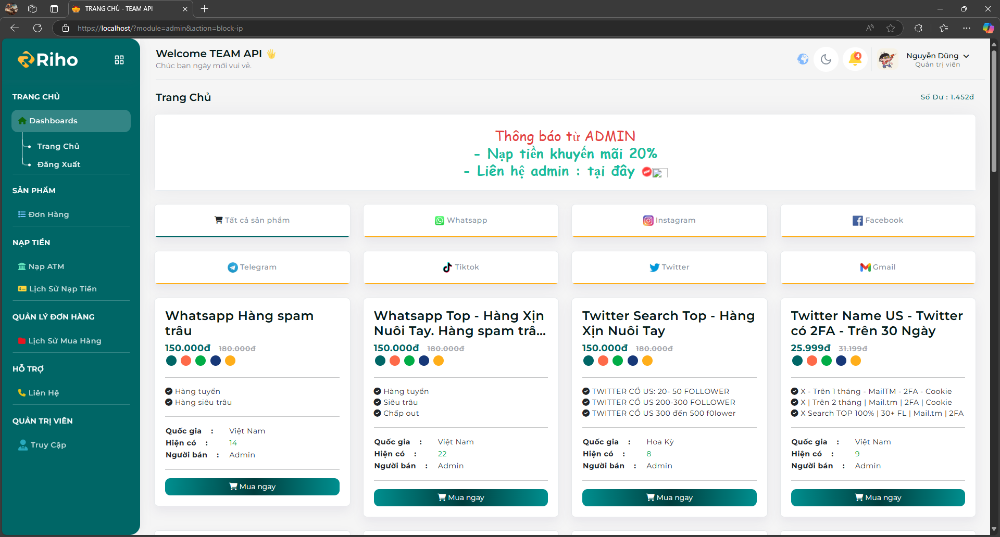 TRANG CHỦ - TEAM API
https://localhost/?module=admin&action=block-ip
Riho
Welcome TEAM API
Chúc bạn ngày mới vui vẻ.
4
Nguyễn Dũng
Quản trị viên
TRANG CHỦ
Dashboards
Trang Chủ
Đăng Xuất
SẢN PHẨM
Đơn Hàng
NẠP TIỀN
Nạp ATM
Lịch Sử Nạp Tiền
QUẢN LÝ ĐƠN HÀNG
Lịch Sử Mua Hàng
HỖ TRỢ
Liên Hệ
QUẢN TRỊ VIÊN
Truy Cập
Trang Chủ
Số Dư : 1.452đ
Thông báo từ ADMIN
- Nạp tiền khuyến mãi 20%
- Liên hệ admin : tại đây
Tất cả sản phẩm
Whatsapp
Instagram
Facebook
Telegram
Tiktok
Twitter
Gmail
Whatsapp Hàng spam
trâu
150.000đ 180.000đ
Hàng tuyển
Hàng siêu trâu
Quốc gia : Việt Nam
Hiện có : 14
Người bán : Admin
Mua ngay
Whatsapp Top - Hàng Xịn
Nuôi Tay. Hàng spam trâ...
150.000đ 180.000đ
Hàng tuyển
Siêu trâu
Chấp out
Quốc gia : Việt Nam
Hiện có : 22
Người bán : Admin
Mua ngay
Twitter Search Top - Hàng
Xịn Nuôi Tay
150.000đ 180.000đ
TWITTER CỔ US: 20- 50 FOLLOWER
TWITTER CỔ US 200-300 FOLLOWER
TWITTER CỔ US 300 đến 500 f0lower
Quốc gia : Hoa Kỳ
Hiện có : 8
Người bán : Admin
Mua ngay
Twitter Name US - Twitter
có 2FA - Trên 30 Ngày
25.999đ 31.199đ
X - Trên 1 tháng - MailTM - 2FA - Cookie
X | Trên 2 tháng | Mail.tm | 2FA | Cookie
X Search TOP 100% | 30+ FL | Mail.tm | 2FA
Quốc gia : Việt Nam
Hiện có : 9
Người bán : Admin
Mua ngay